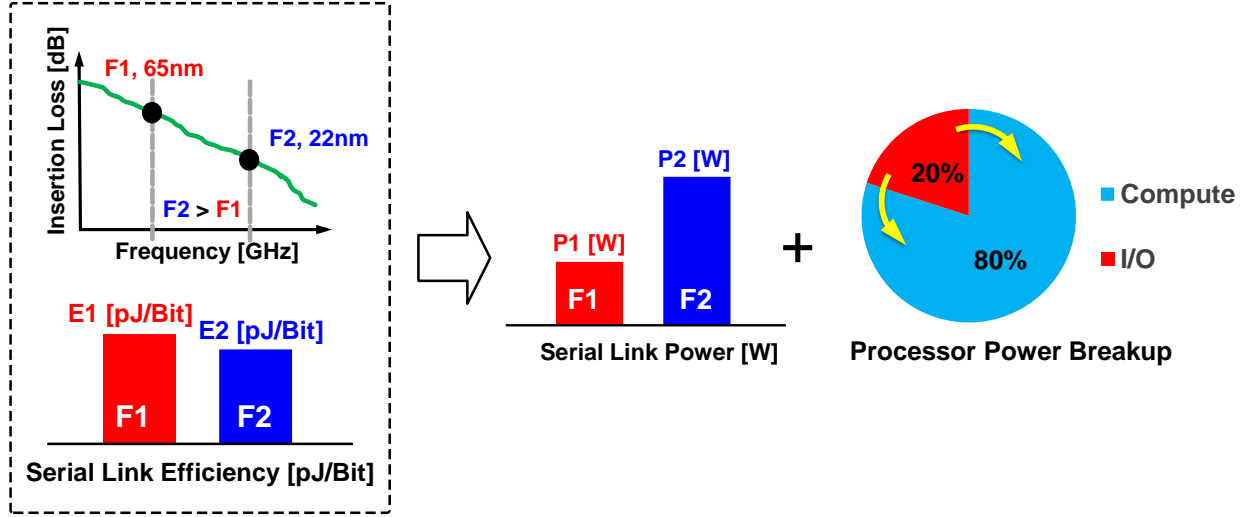 Insertion Loss [dB]
F1, 65nm
F2, 22nm
F2 > F1
Frequency [GHz]
E1 [pJ/Bit]
E2 [pJ/Bit]
F1
F2
Serial Link Efficiency [pJ/Bit]
P2 [W]
P1 [W]
F1
F2
Serial Link Power [W]
+
20%
80%
Compute
I/O
Processor Power Breakup